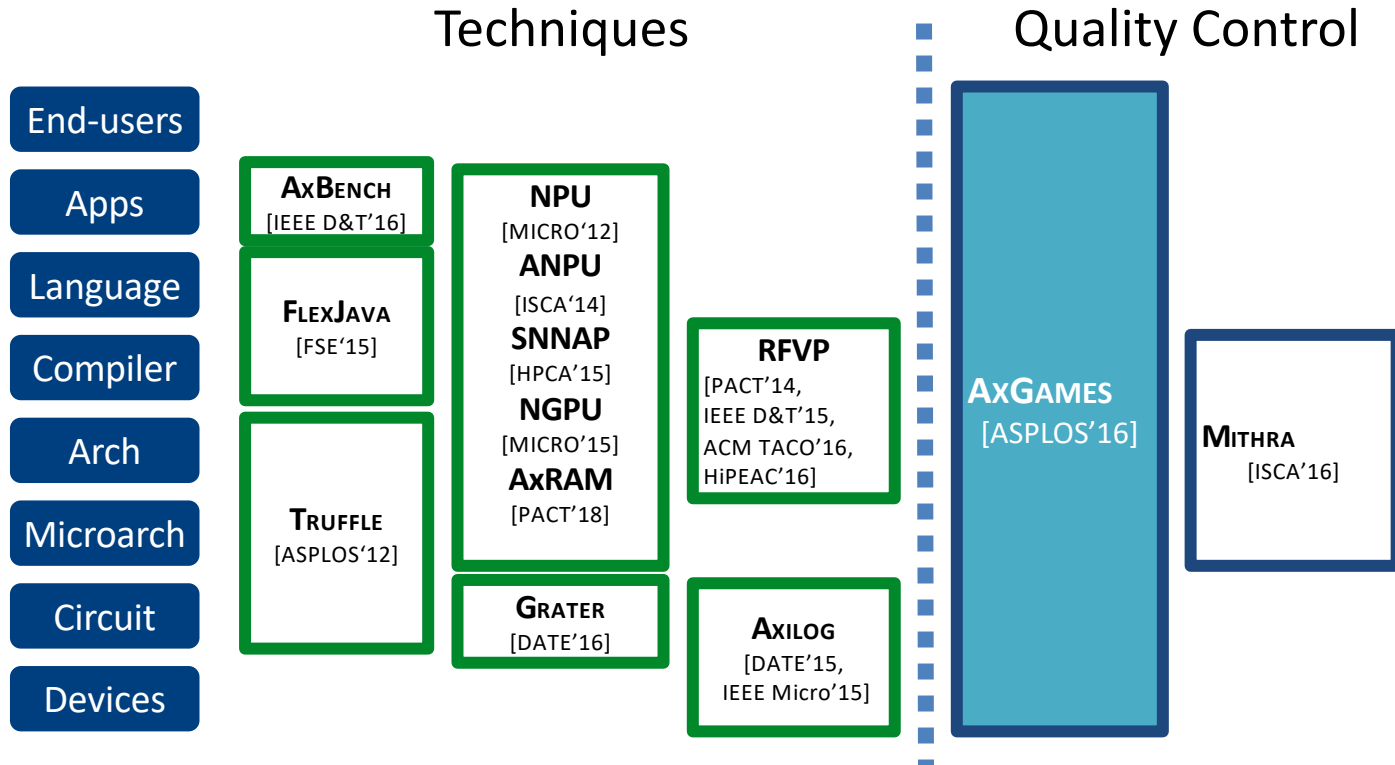 Techniques
Quality Control
End-users
Apps
Language
Compiler
Arch
Microarch
Circuit
Devices
AXBENCH
[IEEE D&T’16]
FLEXJAVA
[FSE‘15]
TRUFFLE
[ASPLOS‘12]
NPU
[MICRO‘12]
ANPU
[ISCA‘14]
SNNAP
[HPCA’15]
NGPU
[MICRO’15]
AXRAM
[PACT’18]
GRATER
[DATE’16]
RFVP
[PACT’14,
IEEE D&T’15,
ACM TACO’16,
HiPEAC’16]
AXILOG
[DATE’15,
IEEE Micro’15]
AXGAMES
[ASPLOS’16]
MITHRA
[ISCA’16]